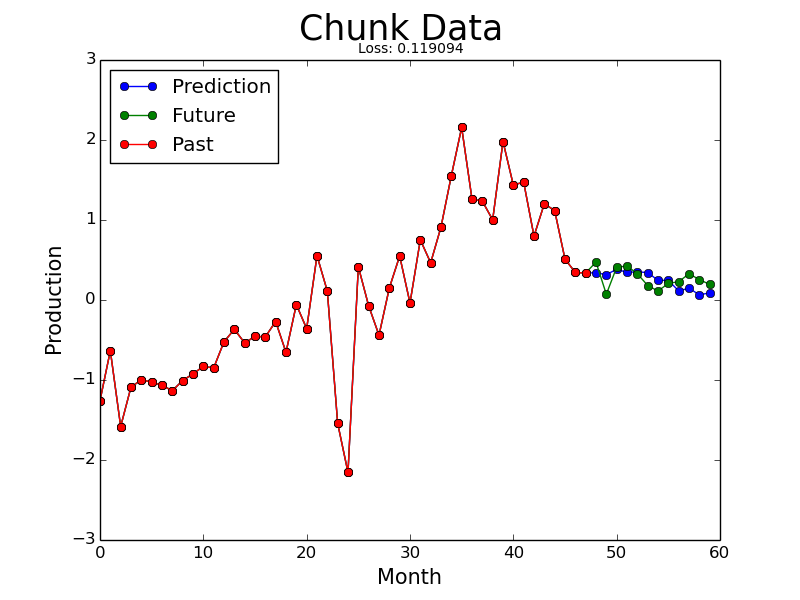 Chunk Data
Loss: 0.119094
Prediction
Future
Past
Production
3
2
1
0
−1
−2
−3
0 10 20 30 40 50 60
Month